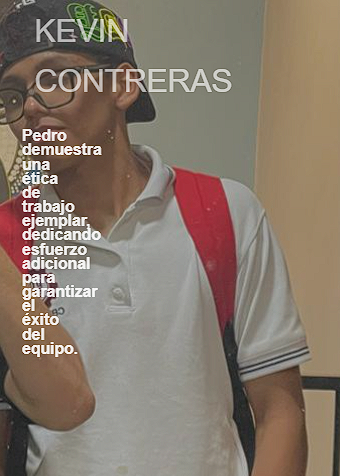 KEVIN
CONTRERAS
Pedro
demuestra
una
ética
de
trabajo
ejemplar,
dedicando
esfuerzo
adicional
para
garantizar
el
éxito
del
equipo.